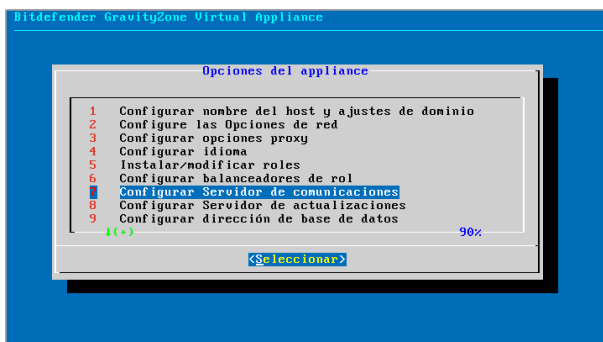 Bitdefender GravityZone Virtual Appliance
Opciones del appliance
1 Configurar nombre del host y ajustes de dominio
2 Configure las Opciones de red
3 Configurar opciones proxy
4 Configurar idioma
5 Instalar/modificar roles
6 Configurar balanceadores de rol
7 Configurar Servidor de comunicaciones
8 Configurar Servidor de actualizaciones
9 Configurar dirección de base de datos
↓(+) 90%
<Seleccionar>